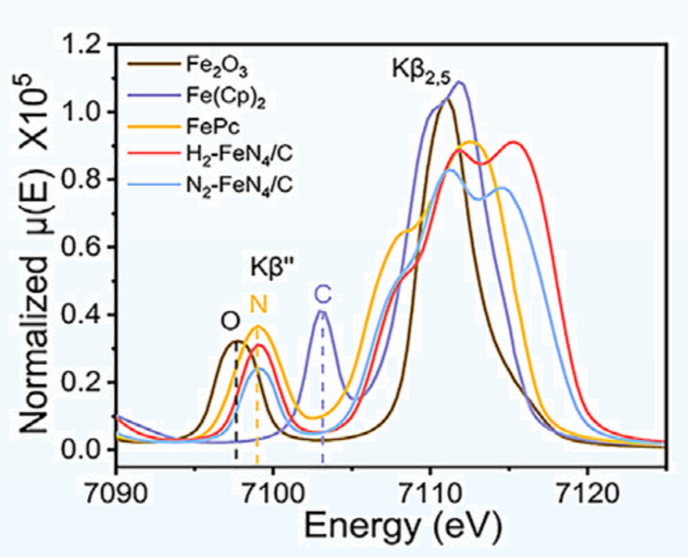 Normalized μ(E) X10⁵
1.2
1.0
0.8
0.6
0.4
0.2
0.0
Fe₂O₃
Fe(Cp)₂
FePc
H₂-FeN₄/C
N₂-FeN₄/C
Kβ₂,₅
Kβ"
O
N
C
7090
7100
7110
7120
Energy (eV)